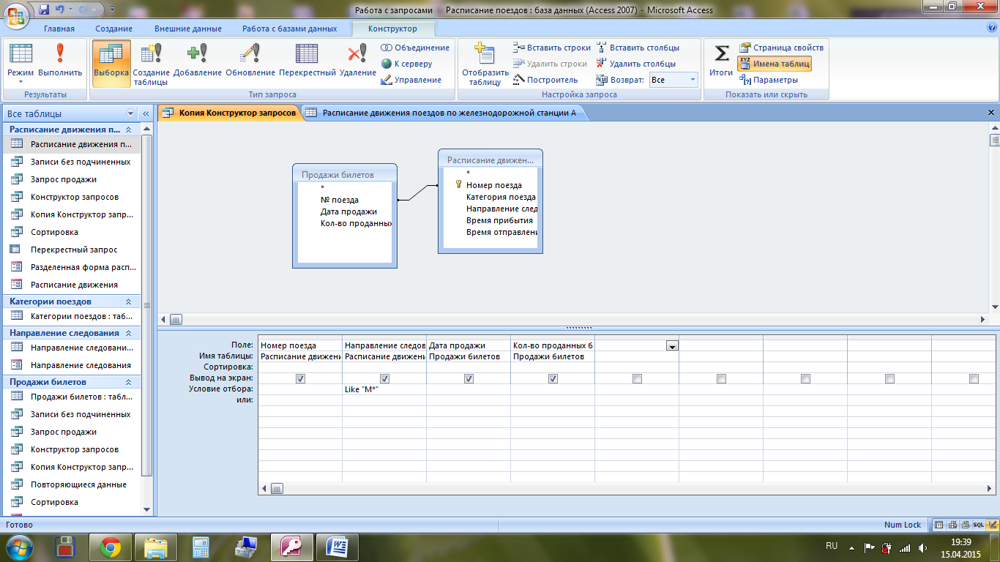 Работа с запросами Расписание поездов : база данных (Access 2007) - Microsoft Access
Главная Создание Внешние данные Работа с базами данных Конструктор
Режим Выполнить
Результаты
Выборка Создание таблицы Добавление Обновление Перекрестный Удаление
Объединение
К серверу
Управление
Тип запроса
Отобразить таблицу
Вставить строки
Удалить строки
Построитель
Вставить столбцы
Удалить столбцы
Возврат: Все
Настройка запроса
Итоги
Страница свойств
XYZ Имена таблиц
Параметры
Показать или скрыть
Все таблицы
Расписание движения п...
Расписание движения п...
Записи без подчиненных
Запрос продажи
Конструктор запросов
Копия Конструктор запр...
Сортировка
Перекрестный запрос
Разделенная форма расп...
Расписание движения
Категории поездов
Категории поездов : таб...
Направление следования
Направление следовани...
Направление следования
Продажи билетов
Продажи билетов : табл...
Записи без подчиненных
Запрос продажи
Конструктор запросов
Копия Конструктор запр...
Повторяющиеся данные
Сортировка
Копия Конструктор запросов Расписание движения поездов по железнодорожной станции А
Продажи билетов
*
№ поезда
Дата продажи
Кол-во проданных
Расписание движен...
*
Номер поезда
Категория поезда
Направление след
Время прибытия
Время отправлени
Поле: Номер поезда Направление следов Дата продажи Кол-во проданных б
Имя таблицы: Расписание движени Расписание движени Продажи билетов Продажи билетов
Сортировка:
Вывод на экран:
Условие отбора: Like "М*"
или:
Готово Num Lock SQL
RU 19:39
15.04.2015